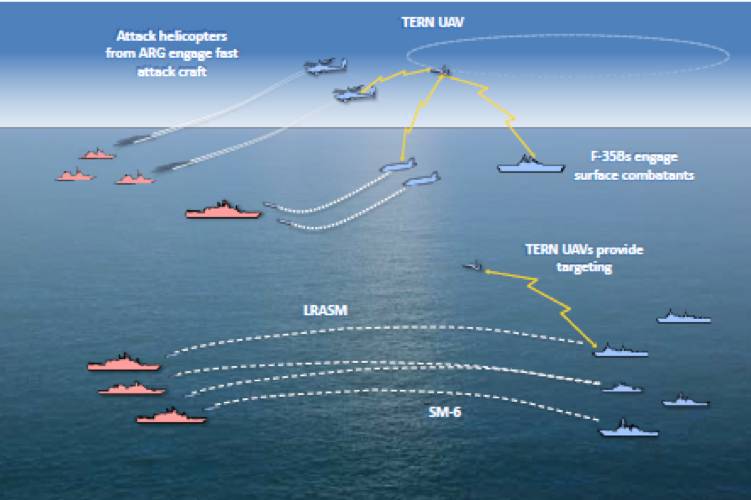 TERN UAV
Attack helicopters
from ARG engage fast
attack craft
F-35Bs engage
surface combatants
TERN UAVs provide
targeting
LRASM
SM-6